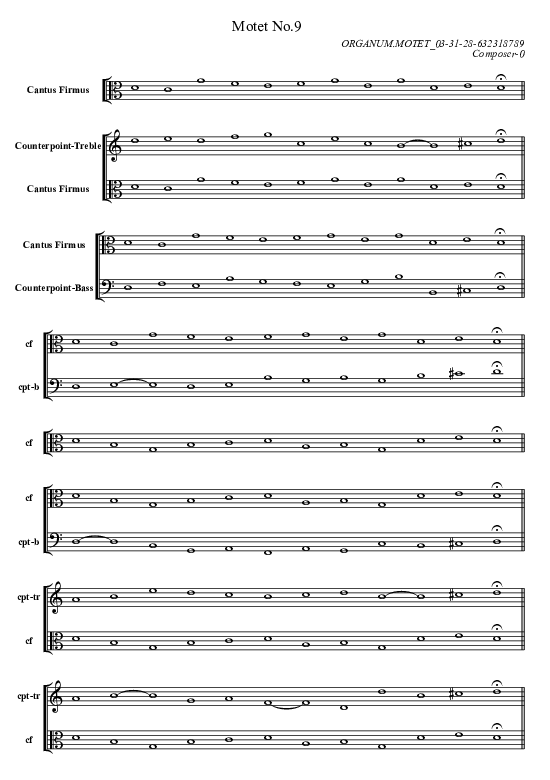 Motet No.9
ORGANUM.MOTET_03-31-28-632318789
Composer-0
Cantus Firmus
Counterpoint-Treble
Cantus Firmus
Cantus Firmus
Counterpoint-Bass
cf
cpt-b
cf
cf
cpt-b
cpt-tr
cf
cpt-tr
cf